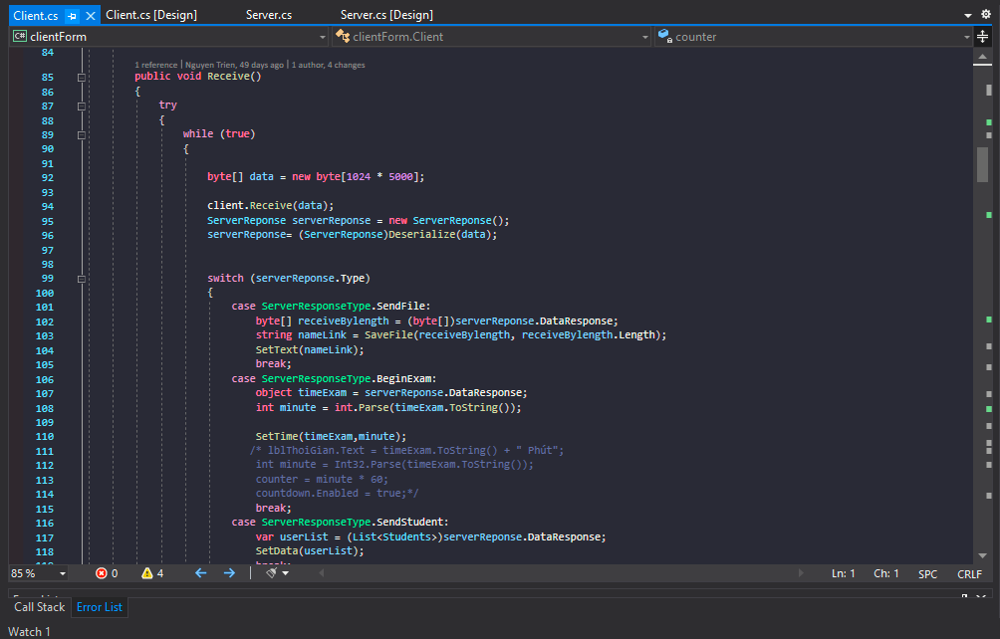 Client.cs
Client.cs [Design]
Server.cs
Server.cs [Design]
C# clientForm
clientForm.Client
counter
84
1 reference | Nguyen Trien, 49 days ago | 1 author, 4 changes
85 public void Receive()
86 {
87 try
88 {
89 while (true)
90 {
91
92 byte[] data = new byte[1024 * 5000];
93
94 client.Receive(data);
95 ServerReponse serverReponse = new ServerReponse();
96 serverReponse= (ServerReponse)Deserialize(data);
97
98
99 switch (serverReponse.Type)
100 {
101 case ServerResponseType.SendFile:
102 byte[] receiveBylength = (byte[])serverReponse.DataResponse;
103 string nameLink = SaveFile(receiveBylength, receiveBylength.Length);
104 SetText(nameLink);
105 break;
106 case ServerResponseType.BeginExam:
107 object timeExam = serverReponse.DataResponse;
108 int minute = int.Parse(timeExam.ToString());
109
110 SetTime(timeExam,minute);
111 /* lblThoiGian.Text = timeExam.ToString() + " Phút";
112 int minute = Int32.Parse(timeExam.ToString());
113 counter = minute * 60;
114 countdown.Enabled = true;*/
115 break;
116 case ServerResponseType.SendStudent:
117 var userList = (List<Students>)serverReponse.DataResponse;
118 SetData(userList);
85 %
0
4
Ln: 1
Ch: 1
SPC
CRLF
Call Stack
Error List
Watch 1